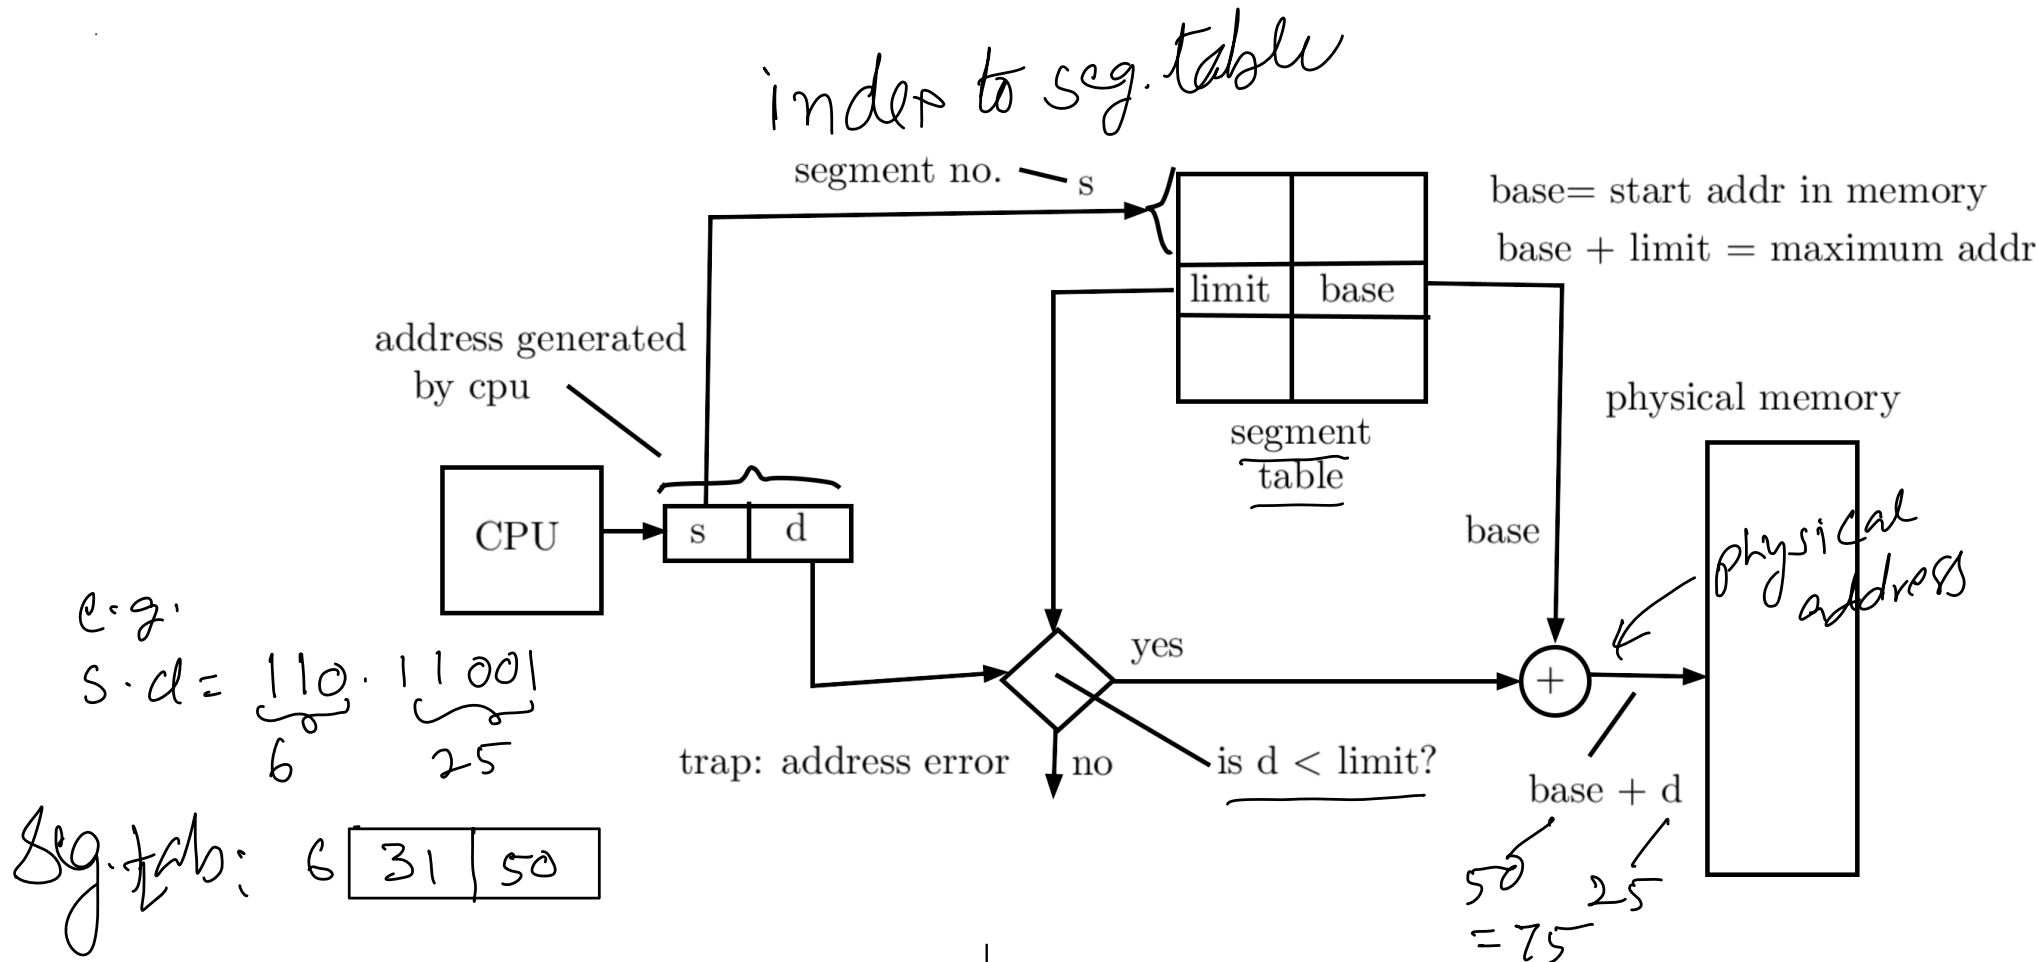 index to seg. table
segment no.
s
base= start addr in memory
base + limit = maximum addr
limit
base
address generated
by cpu
segment
table
physical memory
CPU
s
d
base
physical
address
e.g.
s.d = 110.11001
6
25
yes
+
trap: address error
no
is d < limit?
base + d
50
25
= 75
Seg.tab:
6
31
50